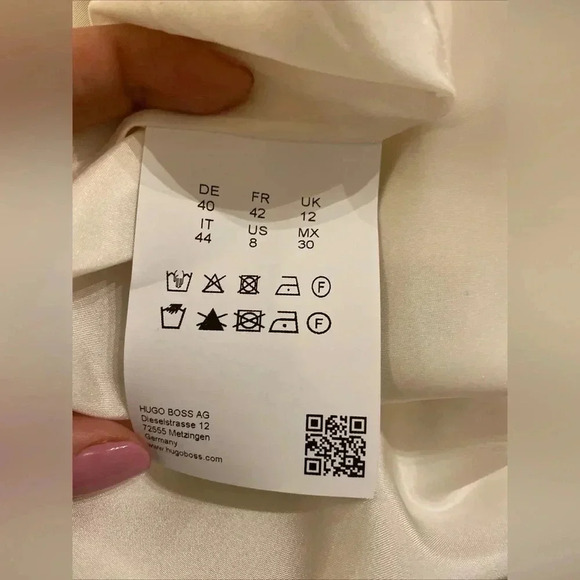 DE FR UK
40 42 12
IT US MX
44 8 30
F
F
HUGO BOSS AG
Dieselstrasse 12
72555 Metzingen
Germany
www.hugoboss.com